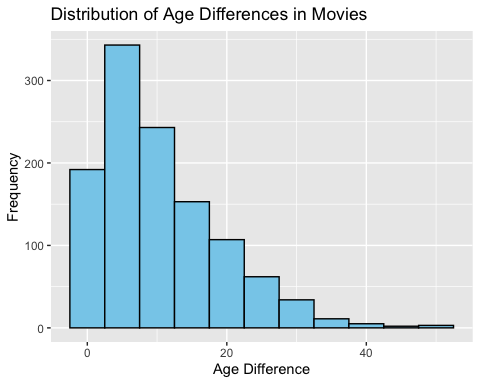 Distribution of Age Differences in Movies
Frequency
300
200
100
0
0 20 40
Age Difference